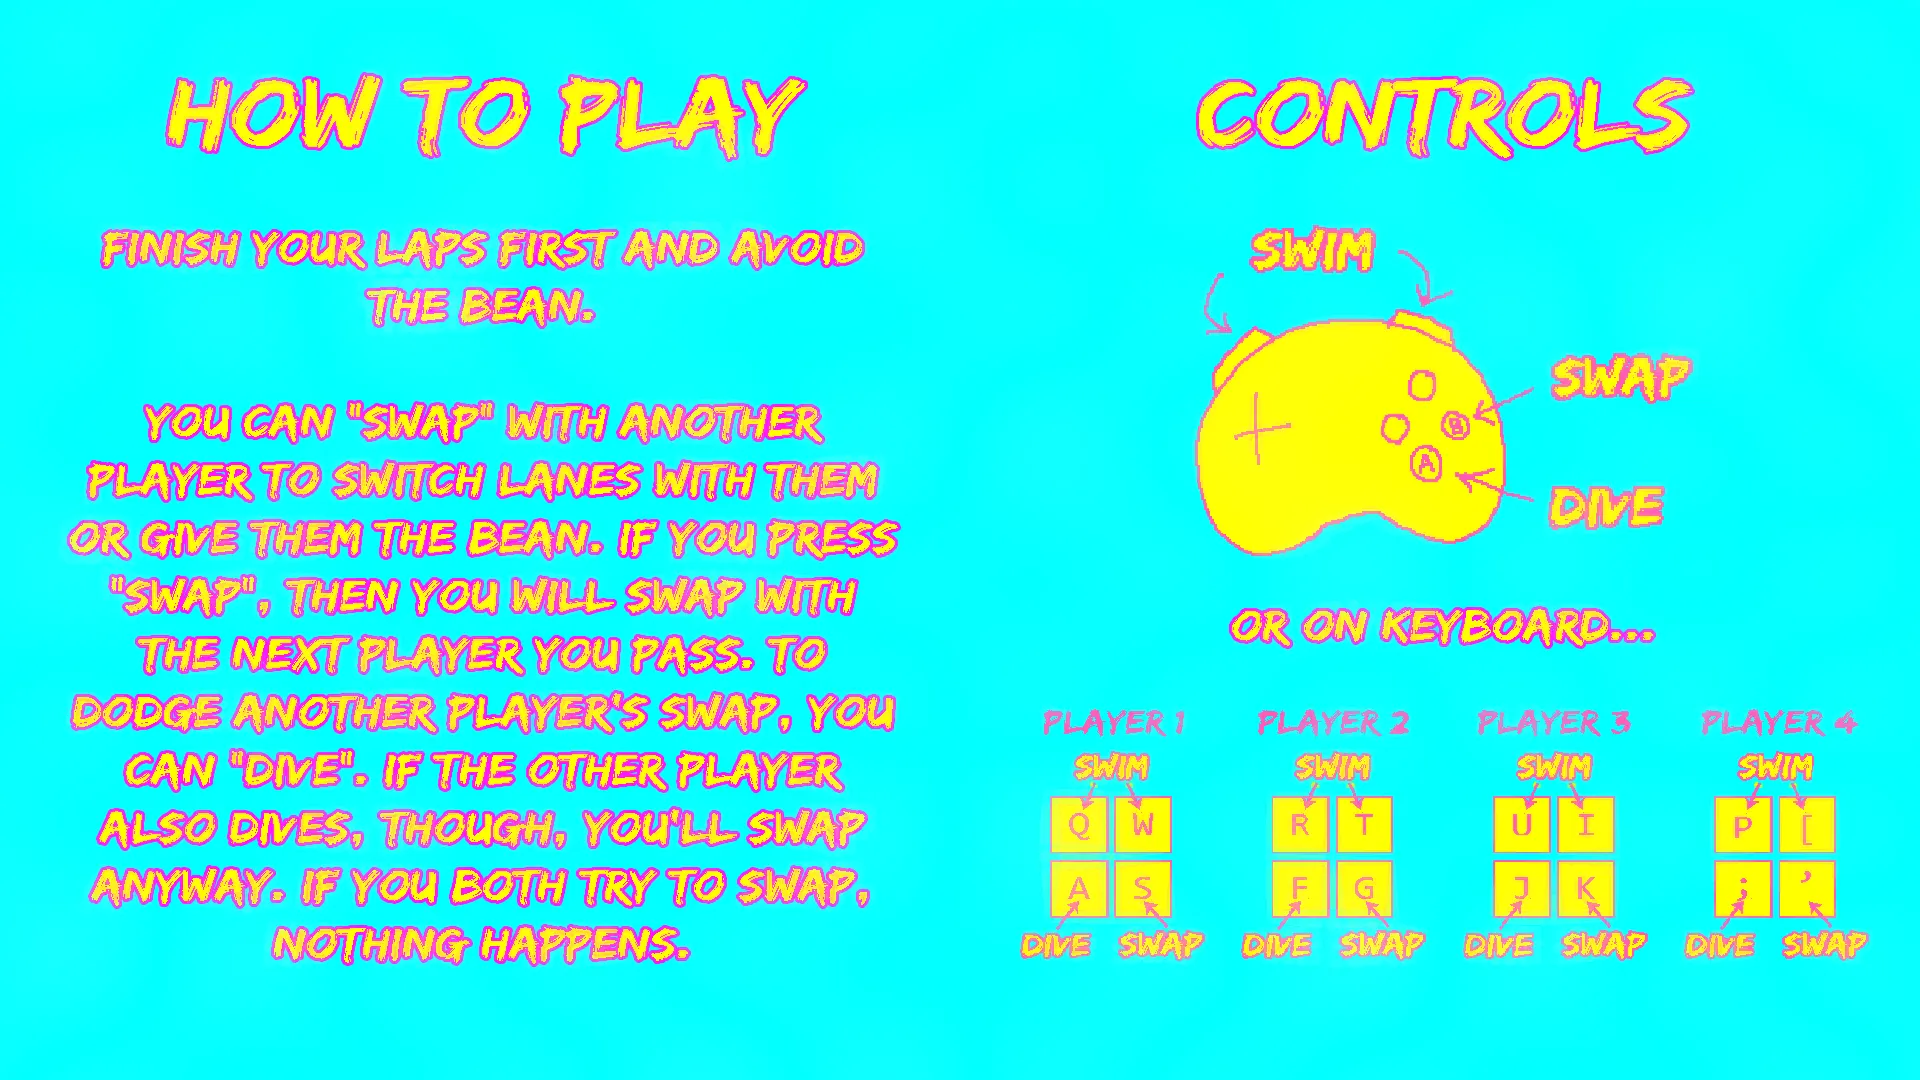 HOW TO PLAY
FINISH YOUR LAPS FIRST AND AVOID
THE BEAN.
YOU CAN "SWAP" WITH ANOTHER
PLAYER TO SWITCH LANES WITH THEM
OR GIVE THEM THE BEAN. IF YOU PRESS
"SWAP", THEN YOU WILL SWAP WITH
THE NEXT PLAYER YOU PASS. TO
DODGE ANOTHER PLAYER'S SWAP, YOU
CAN "DIVE". IF THE OTHER PLAYER
ALSO DIVES, THOUGH, YOU'LL SWAP
ANYWAY. IF YOU BOTH TRY TO SWAP,
NOTHING HAPPENS.
CONTROLS
SWIM
SWAP
B
A
DIVE
OR ON KEYBOARD...
PLAYER 1 PLAYER 2 PLAYER 3 PLAYER 4
SWIM SWIM SWIM SWIM
Q W R T U I P [
A S F G J K ; '
DIVE SWAP DIVE SWAP DIVE SWAP DIVE SWAP